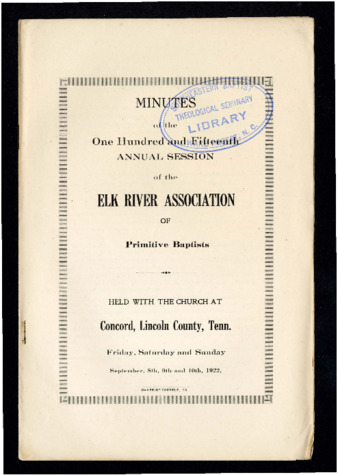 MINUTES
of the
One Hundred and Fifteenth
ANNUAL SESSION
of the
ELK RIVER ASSOCIATION
OF
Primitive Baptists
HELD WITH THE CHURCH AT
Concord, Lincoln County, Tenn.
Friday, Saturday and Sunday
September, 8th, 9th and 10th, 1922.
SOUTHEASTERN BAPTIST
THEOLOGICAL SEMINARY
LIBRARY
N. C.